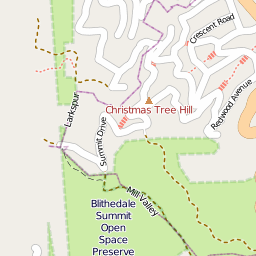 Crescent Road
Larkspur
Christmas Tree Hill
Redwood Avenue
Summit Drive
Mill Valley
Blithedale
Summit
Open
Space
Preserve